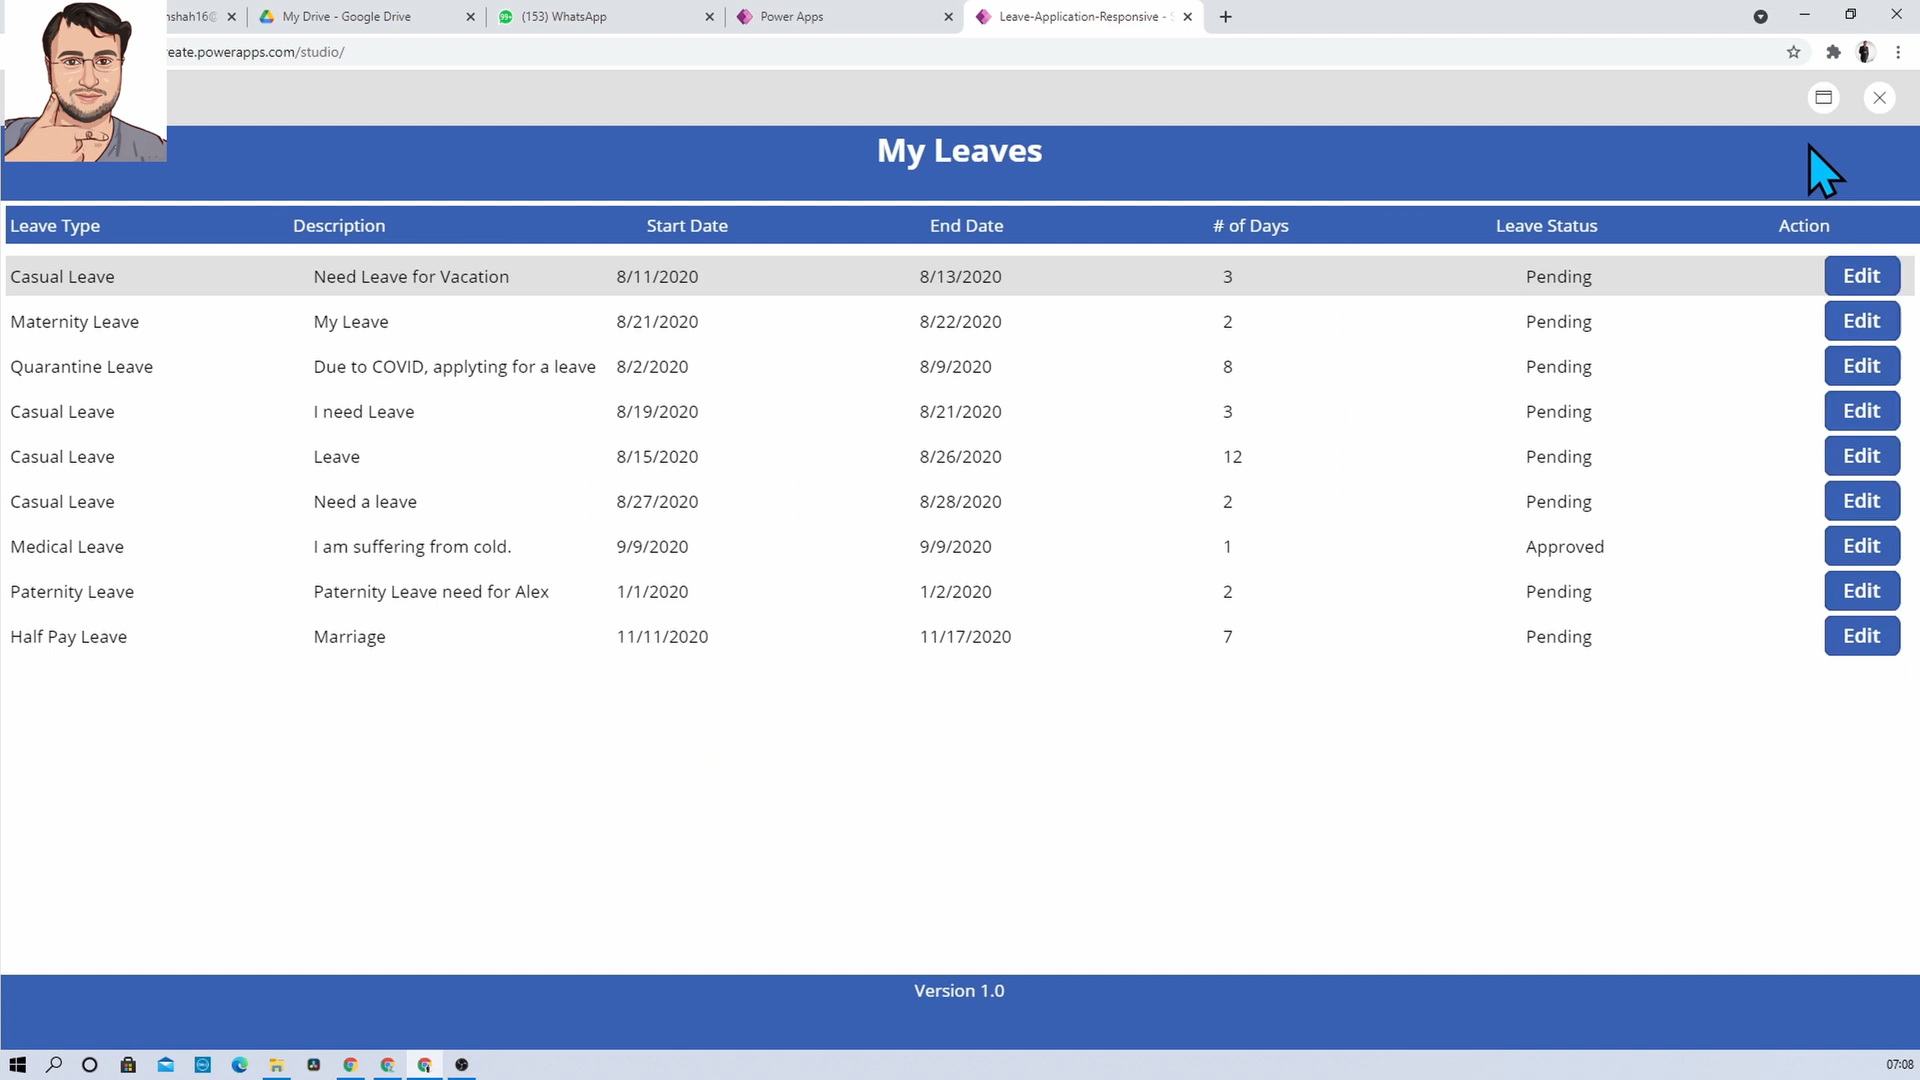 nshah16@
My Drive - Google Drive
99+
(153) WhatsApp
Power Apps
Leave-Application-Responsive -
reate.powerapps.com/studio/
My Leaves
Leave Type Description Start Date End Date # of Days Leave Status Action
Casual Leave Need Leave for Vacation 8/11/2020 8/13/2020 3 Pending Edit
Maternity Leave My Leave 8/21/2020 8/22/2020 2 Pending Edit
Quarantine Leave Due to COVID, applyting for a leave 8/2/2020 8/9/2020 8 Pending Edit
Casual Leave I need Leave 8/19/2020 8/21/2020 3 Pending Edit
Casual Leave Leave 8/15/2020 8/26/2020 12 Pending Edit
Casual Leave Need a leave 8/27/2020 8/28/2020 2 Pending Edit
Medical Leave I am suffering from cold. 9/9/2020 9/9/2020 1 Approved Edit
Paternity Leave Paternity Leave need for Alex 1/1/2020 1/2/2020 2 Pending Edit
Half Pay Leave Marriage 11/11/2020 11/17/2020 7 Pending Edit
Version 1.0
07:08